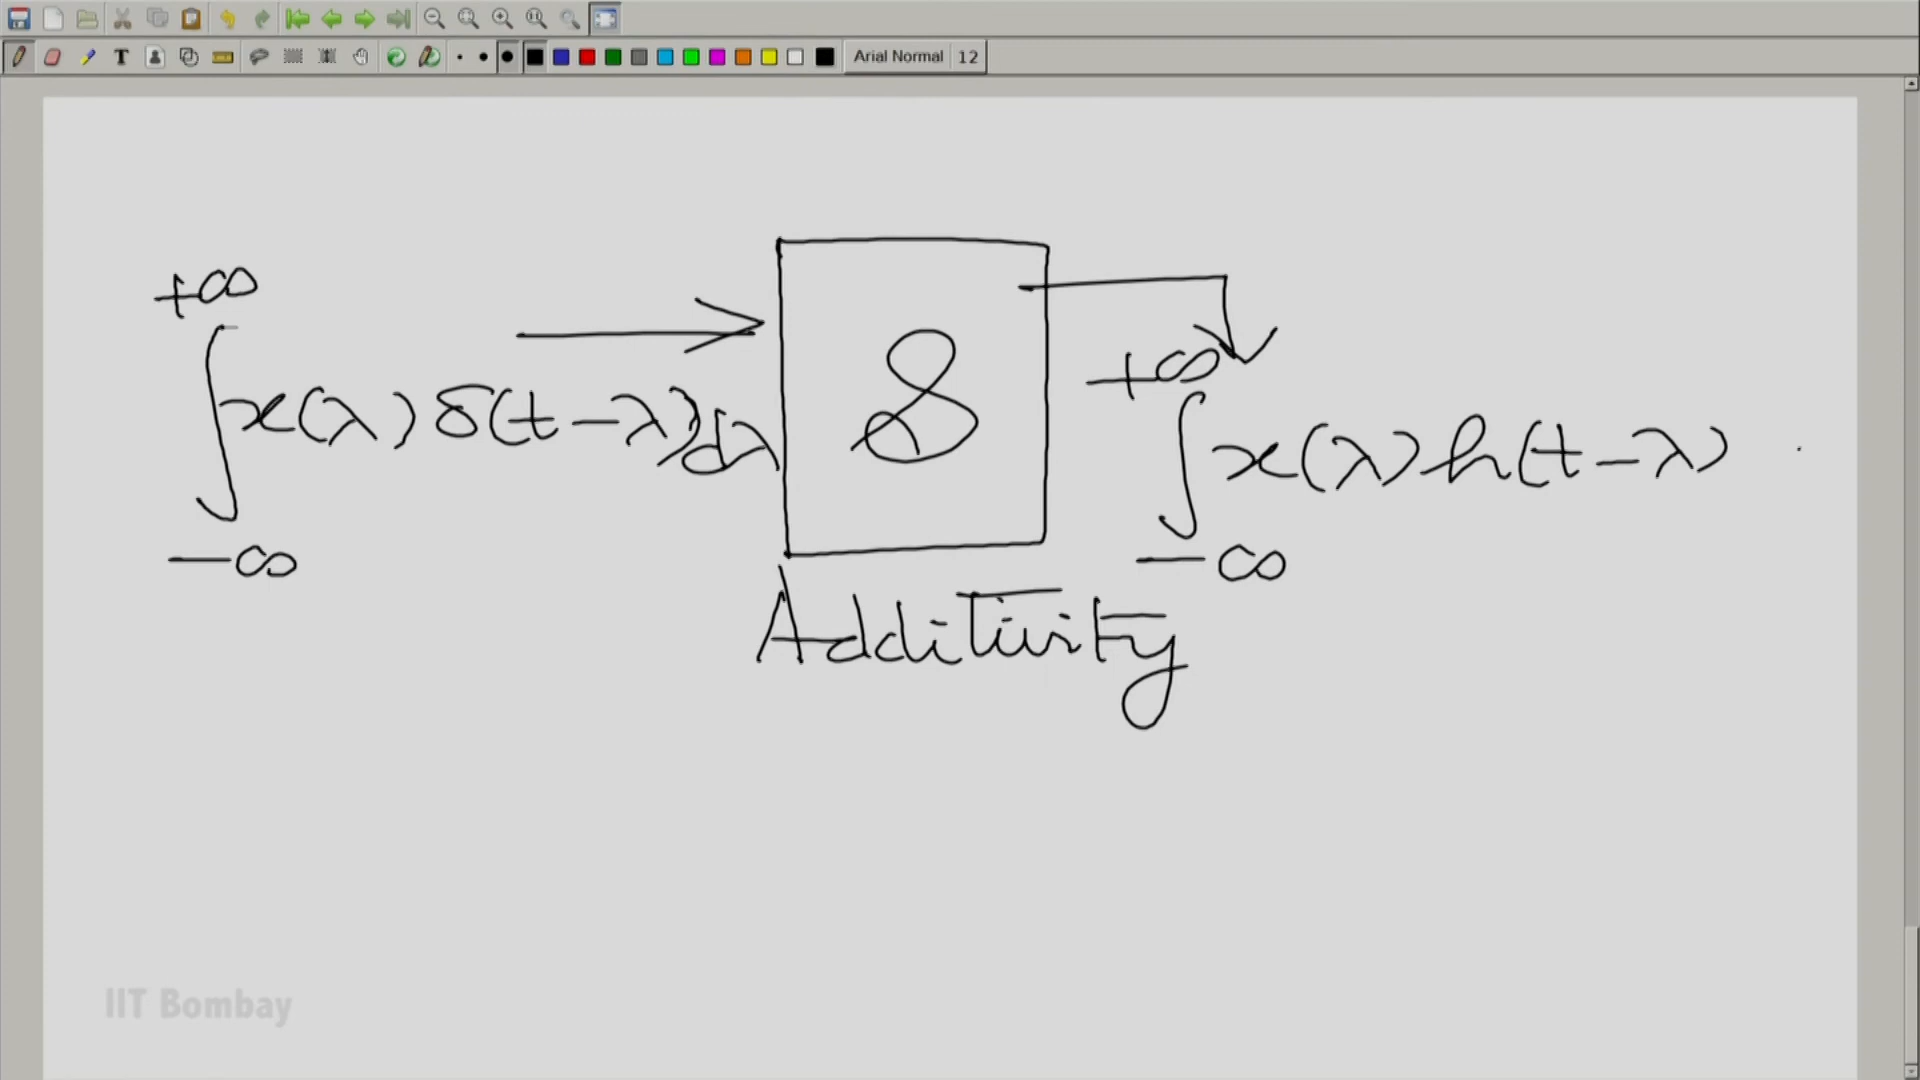 Arial Normal 12
+∞
∫x(λ)δ(t-λ)dλ
-∞
S
+∞
∫x(λ)h(t-λ)
-∞
Additivity
IIT Bombay